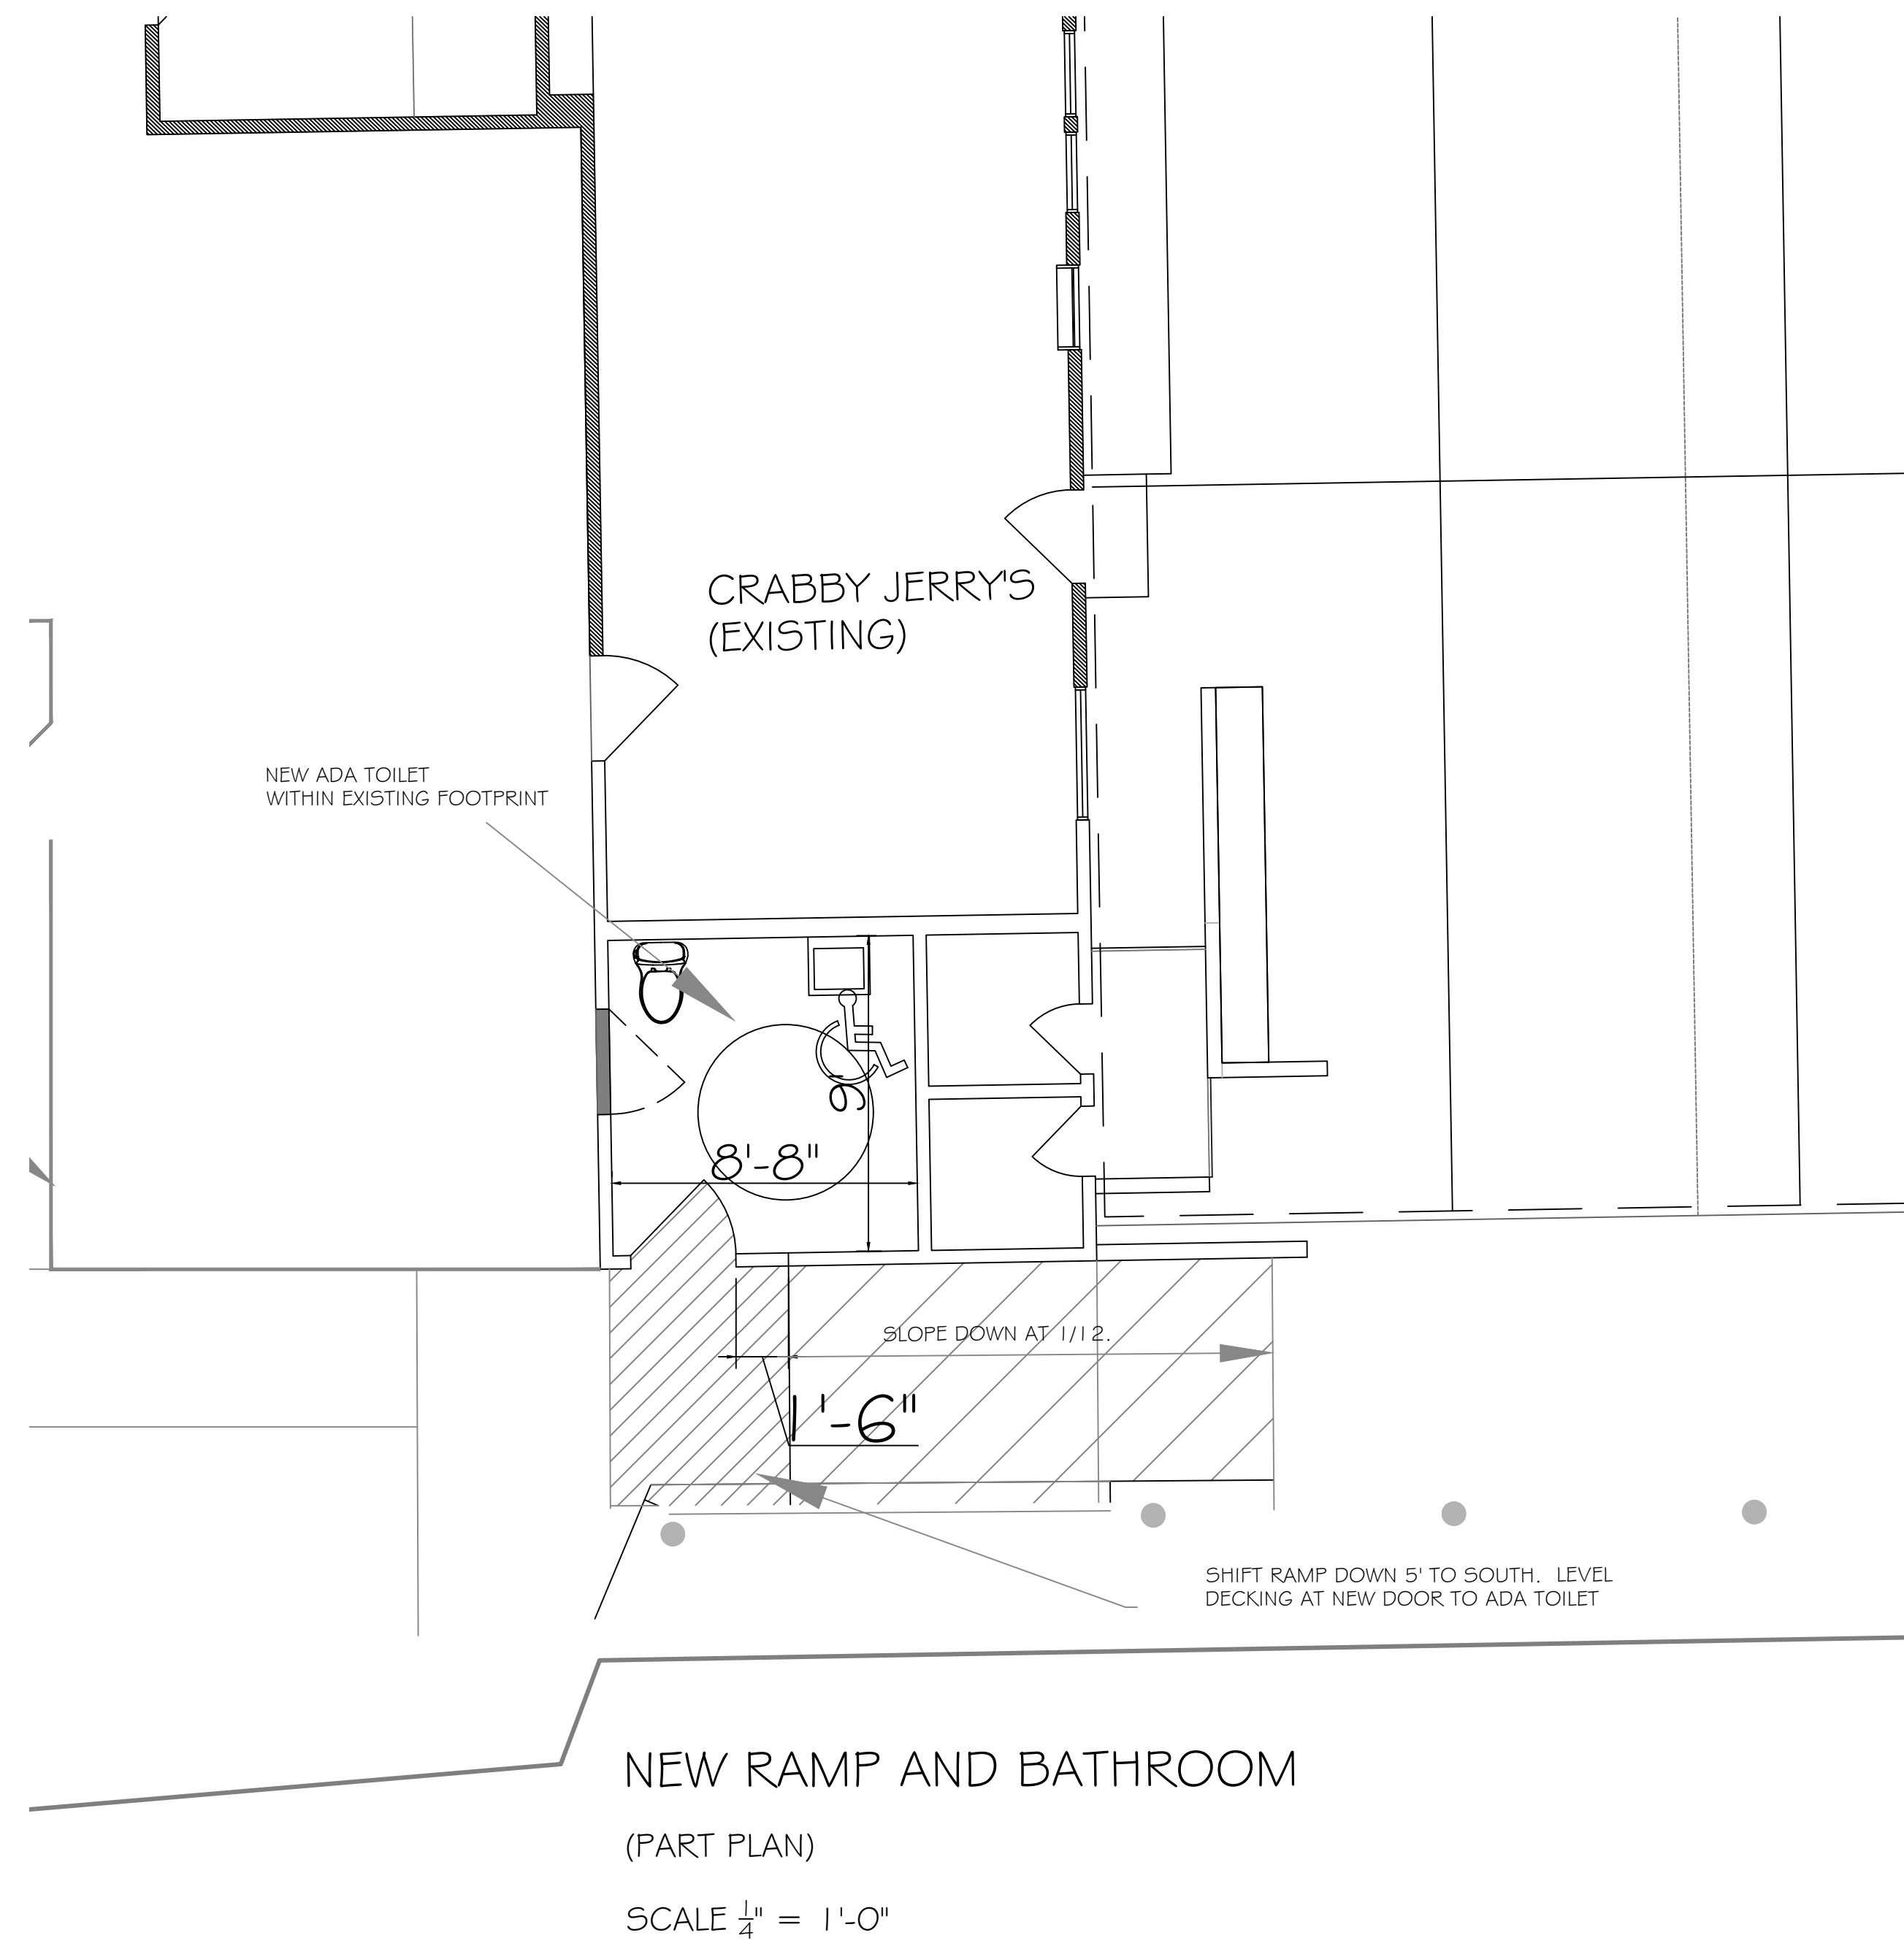 CRABBY JERRY'S
(EXISTING)
NEW ADA TOILET
WITHIN EXISTING FOOTPRINT
9'
8'-8"
SLOPE DOWN AT 1/12.
1'-6"
SHIFT RAMP DOWN 5' TO SOUTH. LEVEL
DECKING AT NEW DOOR TO ADA TOILET
NEW RAMP AND BATHROOM
(PART PLAN)
SCALE 1/4" = 1'-0"